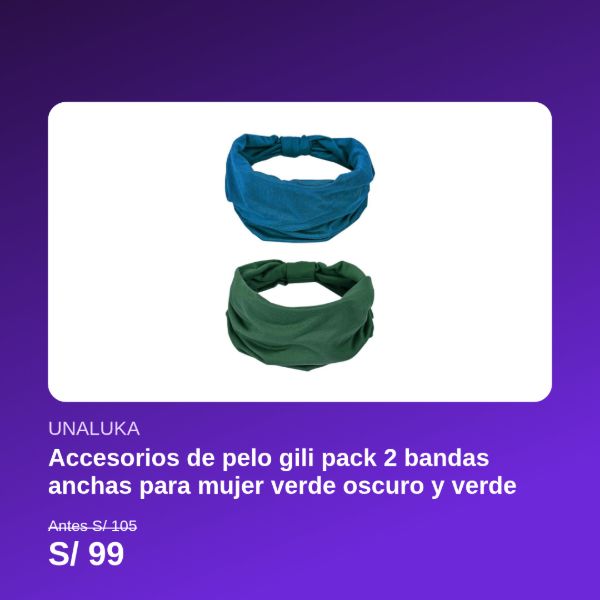 UNALUKA
Accesorios de pelo gili pack 2 bandas
anchas para mujer verde oscuro y verde
Antes S/ 105
S/ 99